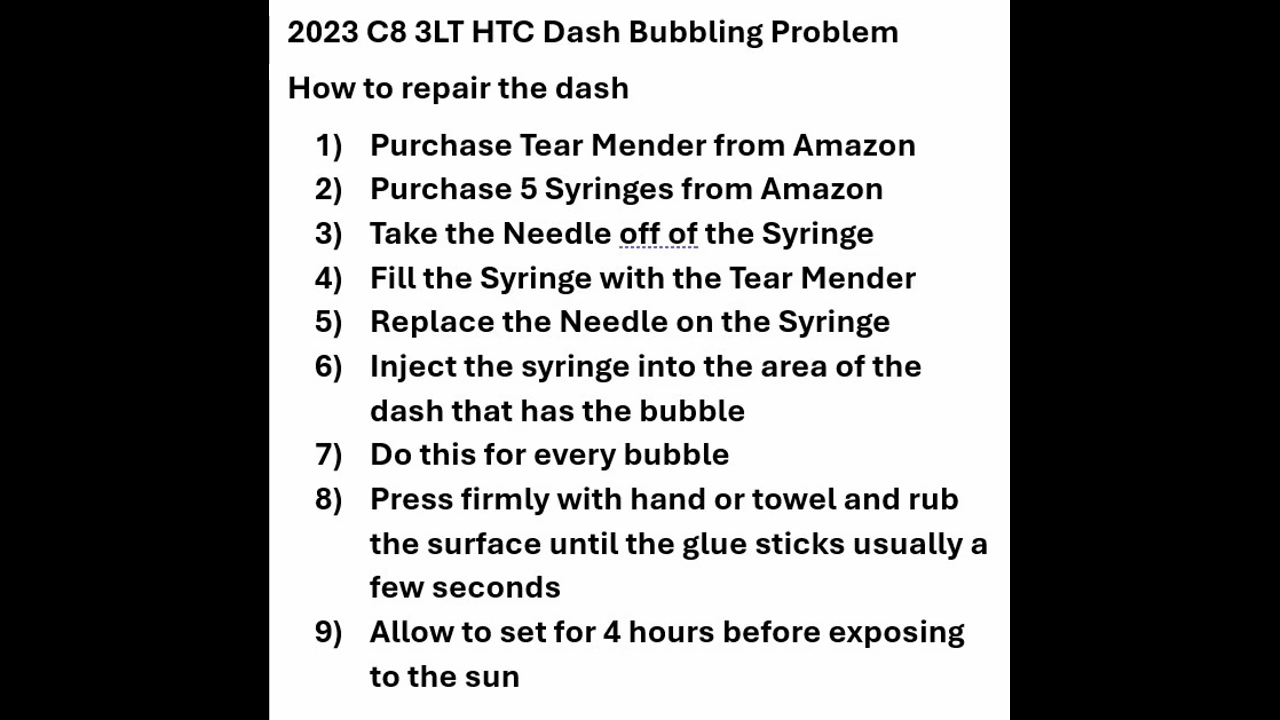 2023 C8 3LT HTC Dash Bubbling Problem
How to repair the dash
1) Purchase Tear Mender from Amazon
2) Purchase 5 Syringes from Amazon
3) Take the Needle off of the Syringe
4) Fill the Syringe with the Tear Mender
5) Replace the Needle on the Syringe
6) Inject the syringe into the area of the
dash that has the bubble
7) Do this for every bubble
8) Press firmly with hand or towel and rub
the surface until the glue sticks usually a
few seconds
9) Allow to set for 4 hours before exposing
to the sun